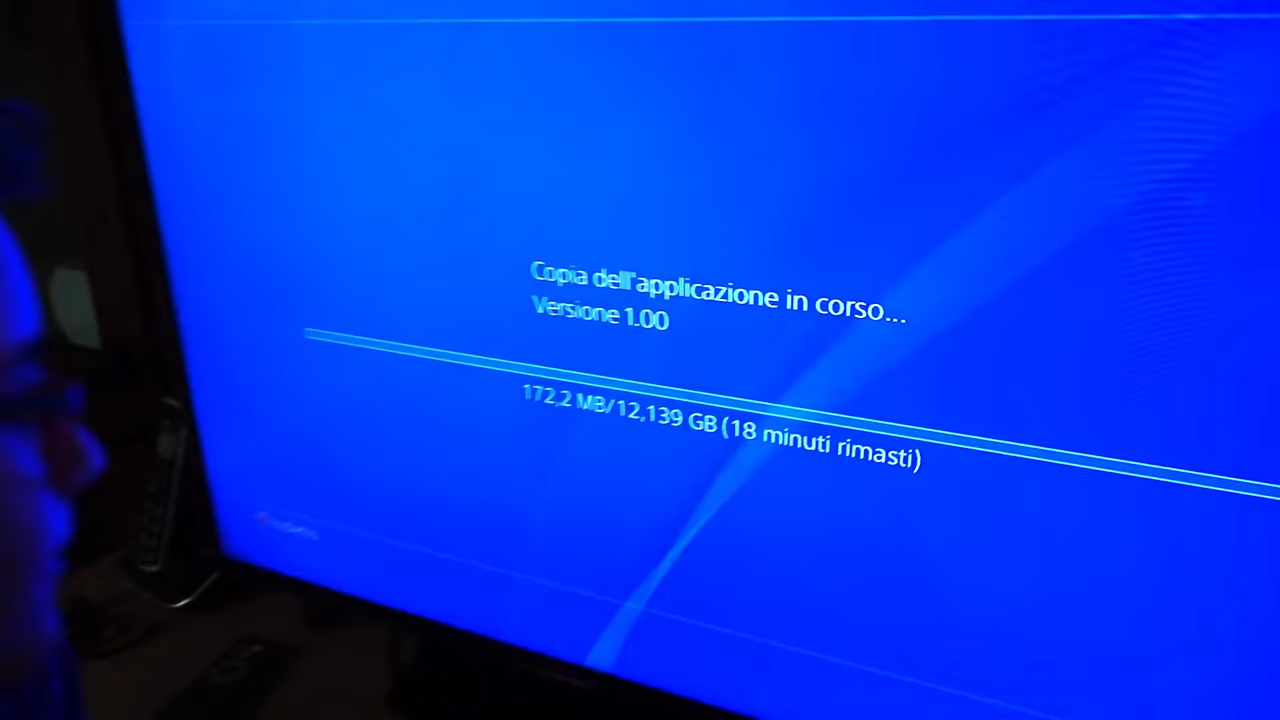 Copia dell'applicazione in corso...
Versione 1.00
172,2 MB/12,139 GB (18 minuti rimasti)